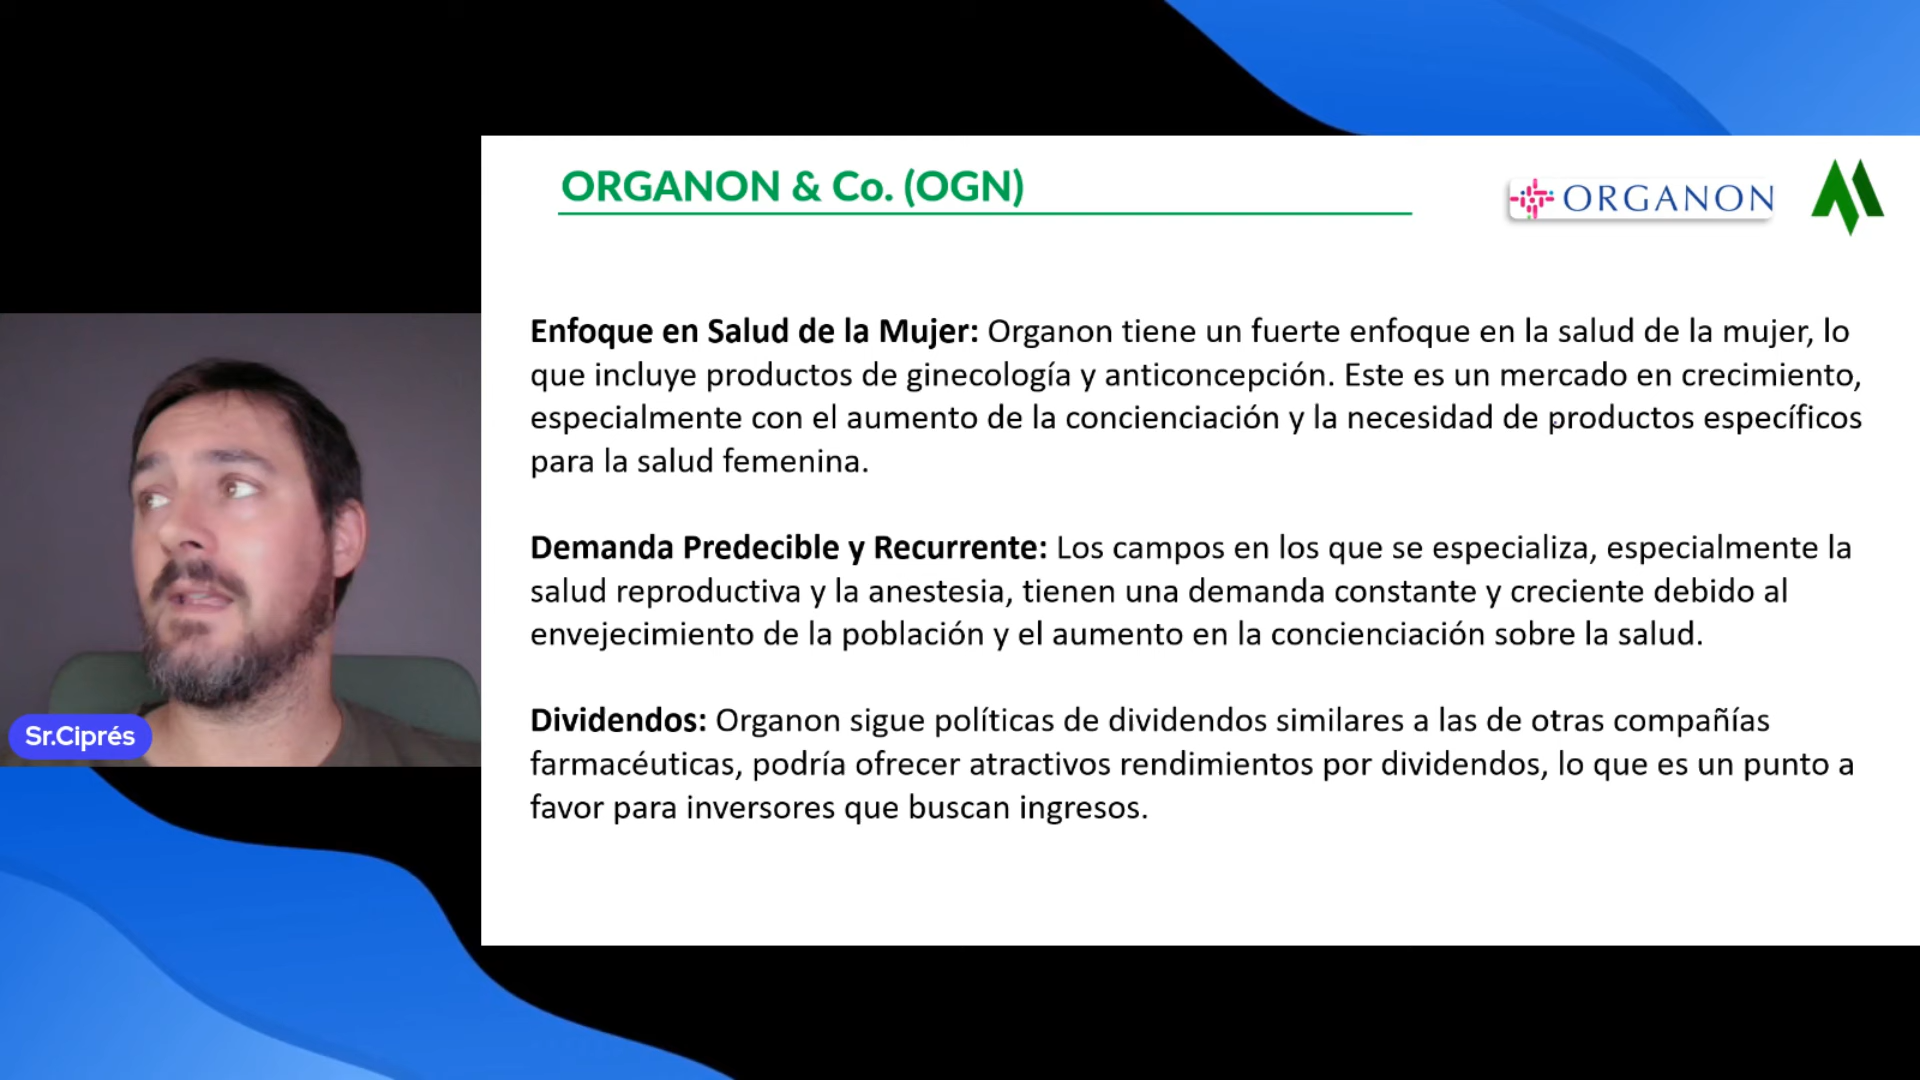 ORGANON & Co. (OGN)
ORGANON
Enfoque en Salud de la Mujer: Organon tiene un fuerte enfoque en la salud de la mujer, lo
que incluye productos de ginecología y anticoncepción. Este es un mercado en crecimiento,
especialmente con el aumento de la concienciación y la necesidad de productos específicos
para la salud femenina.
Demanda Predecible y Recurrente: Los campos en los que se especializa, especialmente la
salud reproductiva y la anestesia, tienen una demanda constante y creciente debido al
envejecimiento de la población y el aumento en la concienciación sobre la salud.
Dividendos: Organon sigue políticas de dividendos similares a las de otras compañías
farmacéuticas, podría ofrecer atractivos rendimientos por dividendos, lo que es un punto a
favor para inversores que buscan ingresos.
Sr.Ciprés